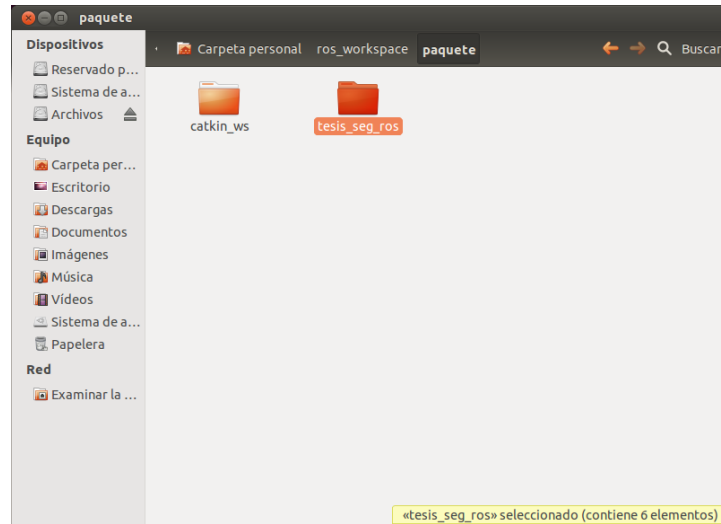 paquete
Dispositivos
Reservado p...
Sistema de a...
Archivos
Equipo
Carpeta per...
Escritorio
Descargas
Documentos
Imágenes
Música
Vídeos
Sistema de a...
Papelera
Red
Examinar la ...
Carpeta personal ros_workspace paquete Buscar
catkin_ws tesis_seg_ros
«tesis_seg_ros» seleccionado (contiene 6 elementos)